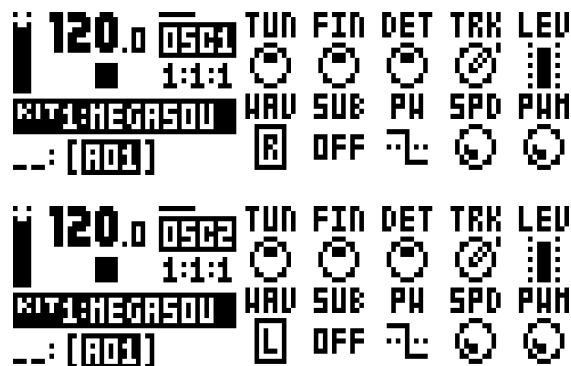 120.0 OSC1 TUN FIN DET TRK LEV
1:1:1
KIT1:MEGASOU WAV SUB PW SPD PWM
__:[A01] R OFF
120.0 OSC2 TUN FIN DET TRK LEV
1:1:1
KIT1:MEGASOU WAV SUB PW SPD PWM
__:[A01] L OFF